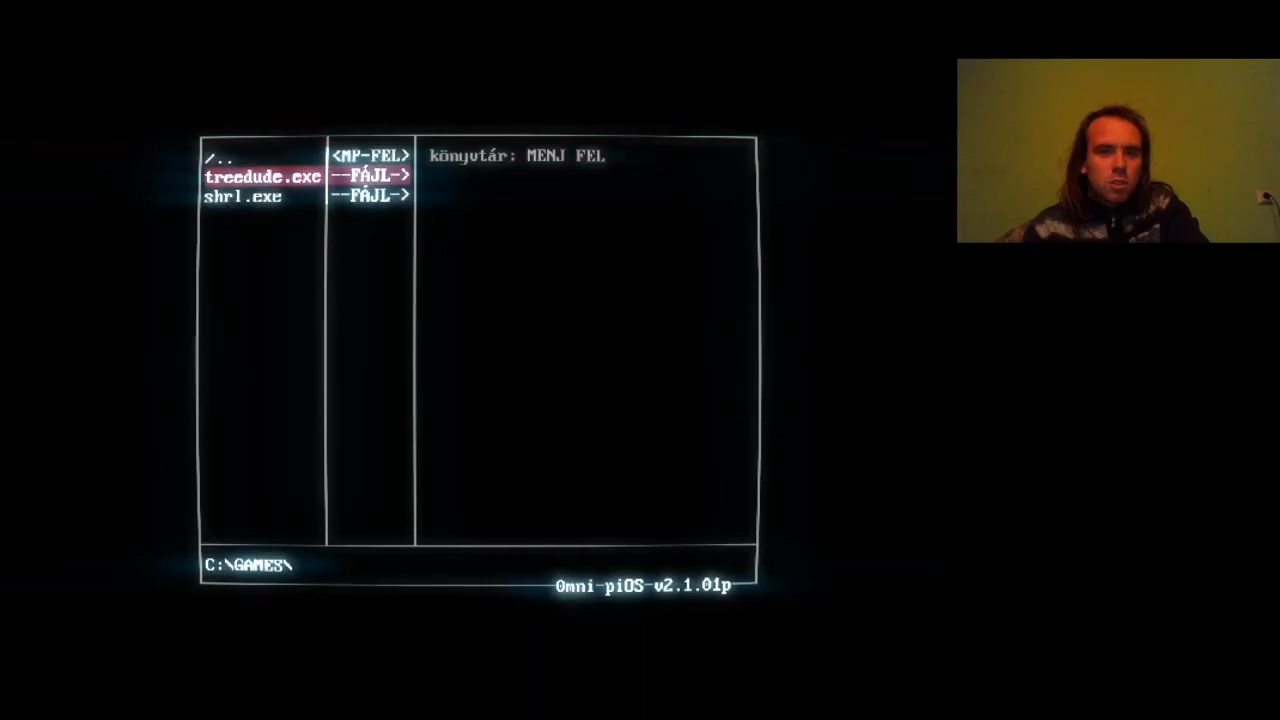 /.. <MP-FEL> könyvtár: MENJ FEL
treedude.exe --FÁJL->
shrl.exe --FÁJL->
C:\GAMES\
Omni-piOS-v2.1.01p